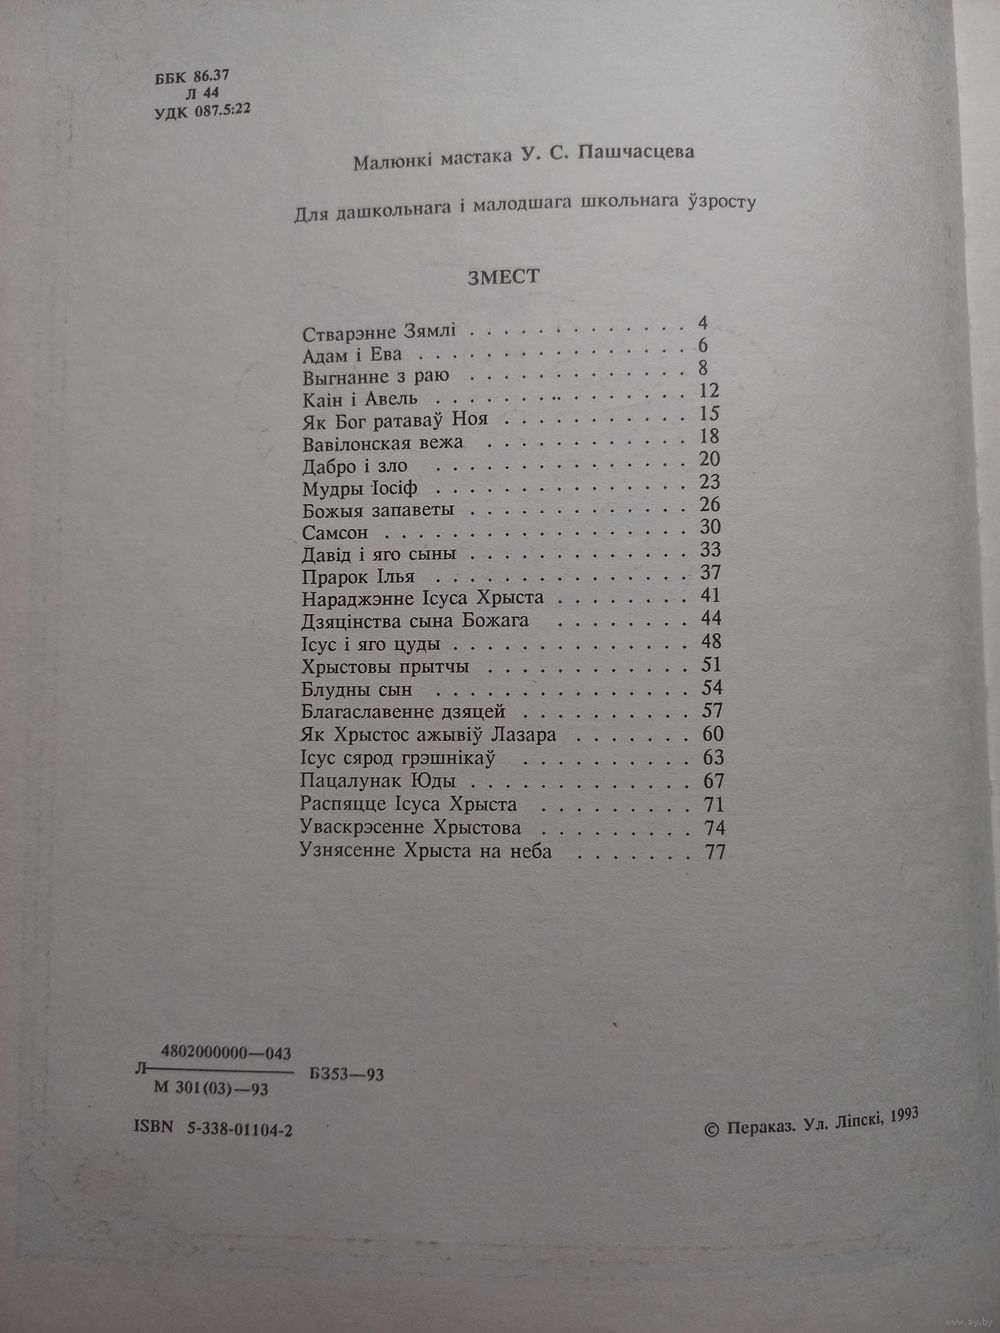 ББК 86.37
Л 44
УДК 087.5:22
Малюнкі мастака У. С. Пашчасцева
Для дашкольнага і малодшага школьнага ўзросту
ЗМЕСТ
Стварэнне Зямлі . . . . . . . . . . . . . 4
Адам і Ева . . . . . . . . . . . . . . . . 6
Выгнанне з раю . . . . . . . . . . . . . 8
Каін і Авель . . . . . . . . . . . . . . . 12
Як Бог ратаваў Ноя . . . . . . . . . . . 15
Вавілонская вежа . . . . . . . . . . . . 18
Дабро і зло . . . . . . . . . . . . . . . 20
Мудры Іосіф . . . . . . . . . . . . . . . 23
Божыя запаветы . . . . . . . . . . . . . 26
Самсон . . . . . . . . . . . . . . . . . . 30
Давід і яго сыны . . . . . . . . . . . . . 33
Прарок Ілья . . . . . . . . . . . . . . . 37
Нараджэнне Ісуса Хрыста . . . . . . . . 41
Дзяцінства сына Божага . . . . . . . . 44
Ісус і яго цуды . . . . . . . . . . . . . . 48
Хрыстовы прытчы . . . . . . . . . . . . 51
Блудны сын . . . . . . . . . . . . . . . 54
Благаславенне дзяцей . . . . . . . . . . 57
Як Хрыстос ажывіў Лазара . . . . . . . 60
Ісус сярод грэшнікаў . . . . . . . . . . 63
Пацалунак Юды . . . . . . . . . . . . . 67
Распяцце Ісуса Хрыста . . . . . . . . . 71
Уваскрэсенне Хрыстова . . . . . . . . . 74
Узнясенне Хрыста на неба . . . . . . . 77
4802000000—043
Л БЗ53—93
М 301(03)—93
ISBN 5-338-01104-2
© Пераказ. Ул. Ліпскі, 1993
www.ay.by